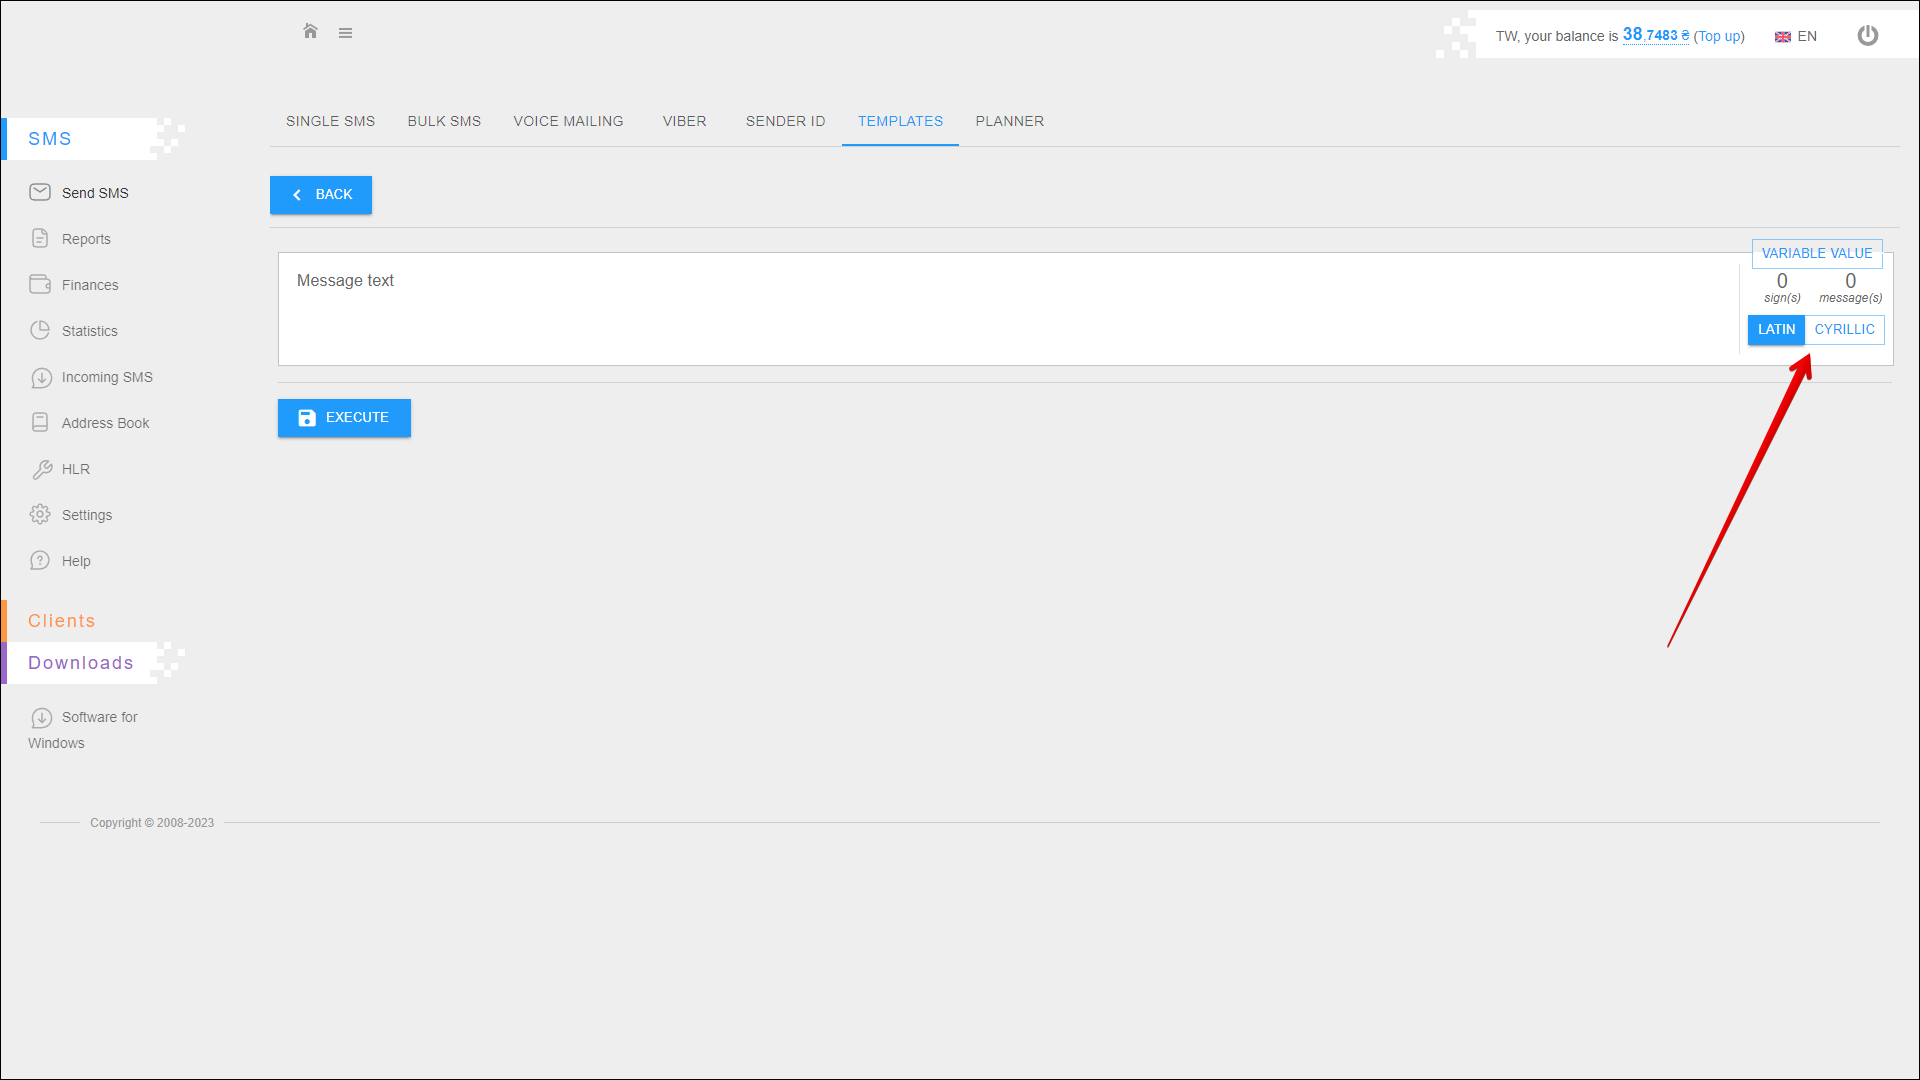 TW, your balance is 38,7483 ₴ (Top up) EN
SMS
SINGLE SMS BULK SMS VOICE MAILING VIBER SENDER ID TEMPLATES PLANNER
Send SMS
BACK
Reports
VARIABLE VALUE
Message text
0 0
sign(s) message(s)
Finances
LATIN CYRILLIC
Statistics
Incoming SMS
EXECUTE
Address Book
HLR
Settings
Help
Clients
Downloads
Software for
Windows
Copyright © 2008-2023